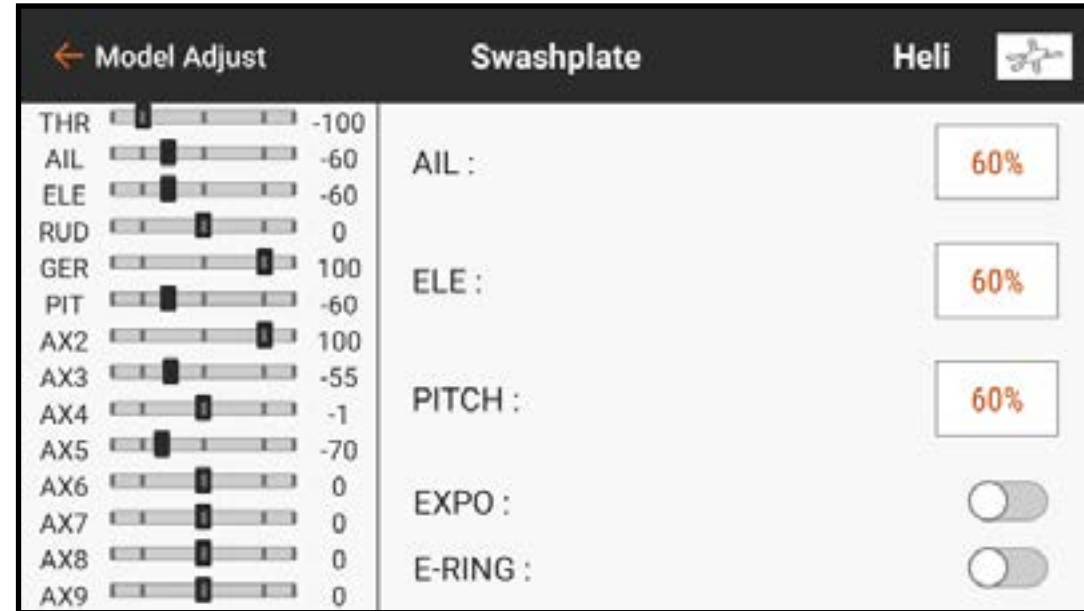 Model Adjust
Swashplate
Heli
THR -100
AIL -60
ELE -60
RUD 0
GER 100
PIT -60
AX2 100
AX3 -55
AX4 -1
AX5 -70
AX6 0
AX7 0
AX8 0
AX9 0
AIL : 60%
ELE : 60%
PITCH : 60%
EXPO :
E-RING :